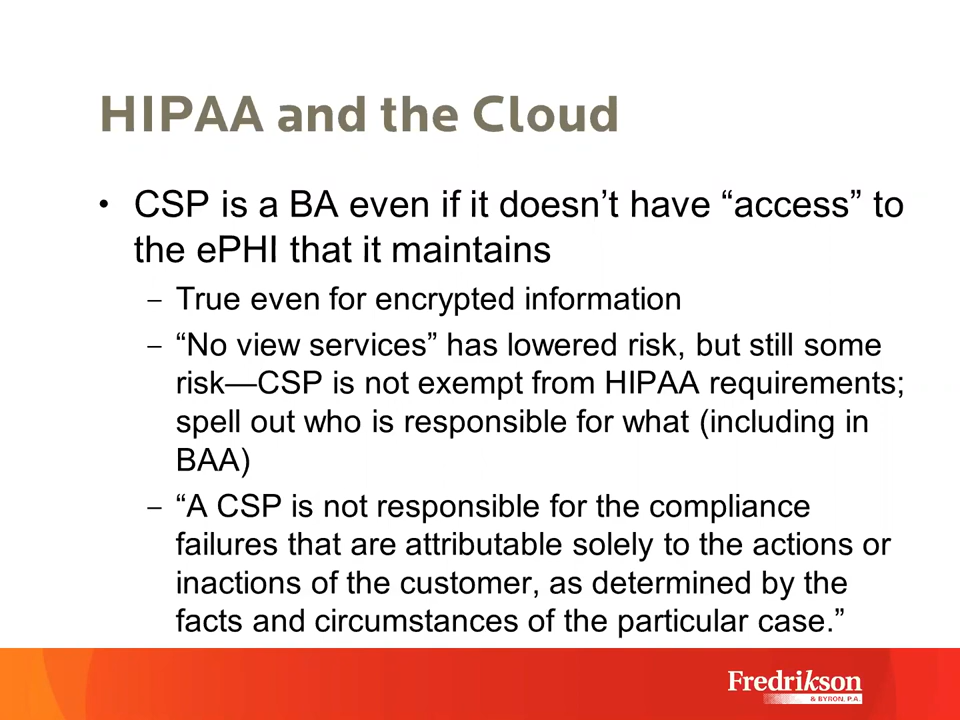 HIPAA and the Cloud
• CSP is a BA even if it doesn’t have “access” to
the ePHI that it maintains
– True even for encrypted information
– “No view services” has lowered risk, but still some
risk—CSP is not exempt from HIPAA requirements;
spell out who is responsible for what (including in
BAA)
– “A CSP is not responsible for the compliance
failures that are attributable solely to the actions or
inactions of the customer, as determined by the
facts and circumstances of the particular case.”
Fredrikson
& BYRON, P.A.